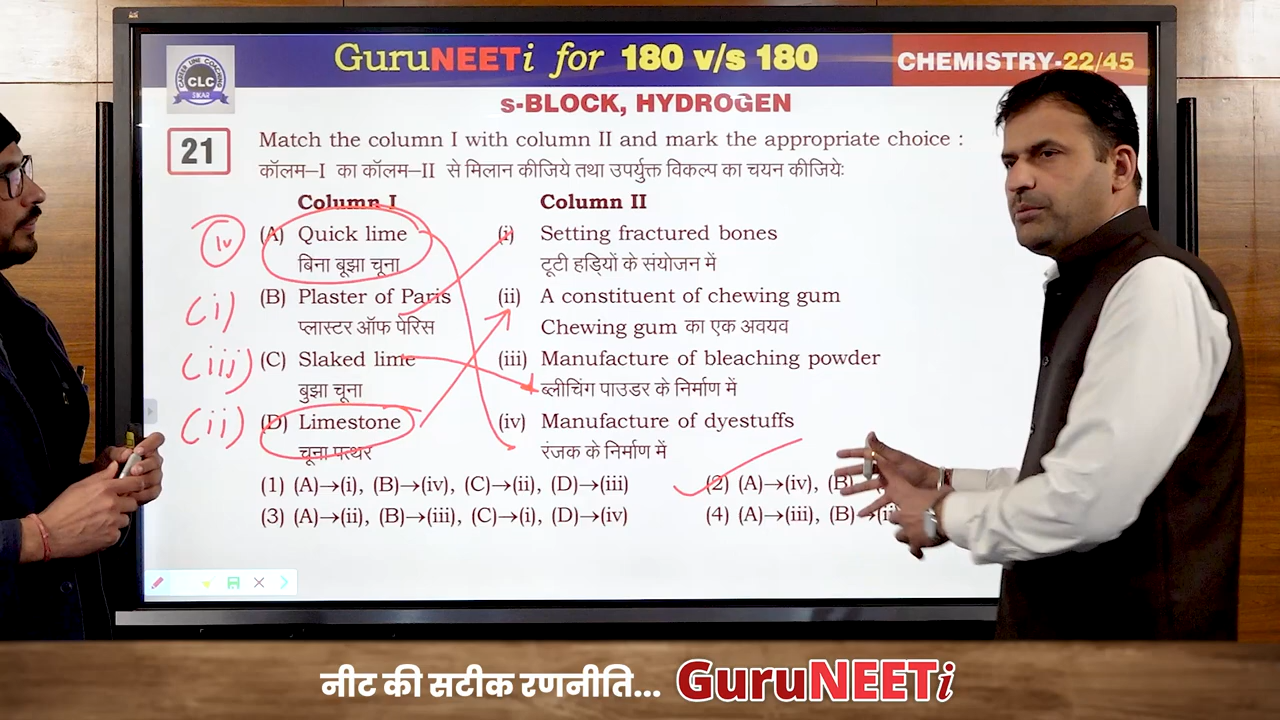 GuruNEETi for 180 v/s 180
CHEMISTRY-22/45
CAREER LINE COACHING
CLC
SIKAR
s-BLOCK, HYDROGEN
21 Match the column I with column II and mark the appropriate choice :
कॉलम–I का कॉलम–II से मिलान कीजिये तथा उपर्युक्त विकल्प का चयन कीजियेः
Column I Column II
iv (A) Quick lime (i) Setting fractured bones
बिना बूझा चूना टूटी हड्डियों के संयोजन में
(i) (B) Plaster of Paris (ii) A constituent of chewing gum
प्लास्टर ऑफ पेरिस Chewing gum का एक अवयव
(iii) (C) Slaked lime (iii) Manufacture of bleaching powder
बुझा चूना ब्लीचिंग पाउडर के निर्माण में
(ii) (D) Limestone (iv) Manufacture of dyestuffs
चूना पत्थर रंजक के निर्माण में
(1) (A)→(i), (B)→(iv), (C)→(ii), (D)→(iii) (2) (A)→(iv), (B)
(3) (A)→(ii), (B)→(iii), (C)→(i), (D)→(iv) (4) (A)→(iii), (B)
नीट की सटीक रणनीति... GuruNEETi